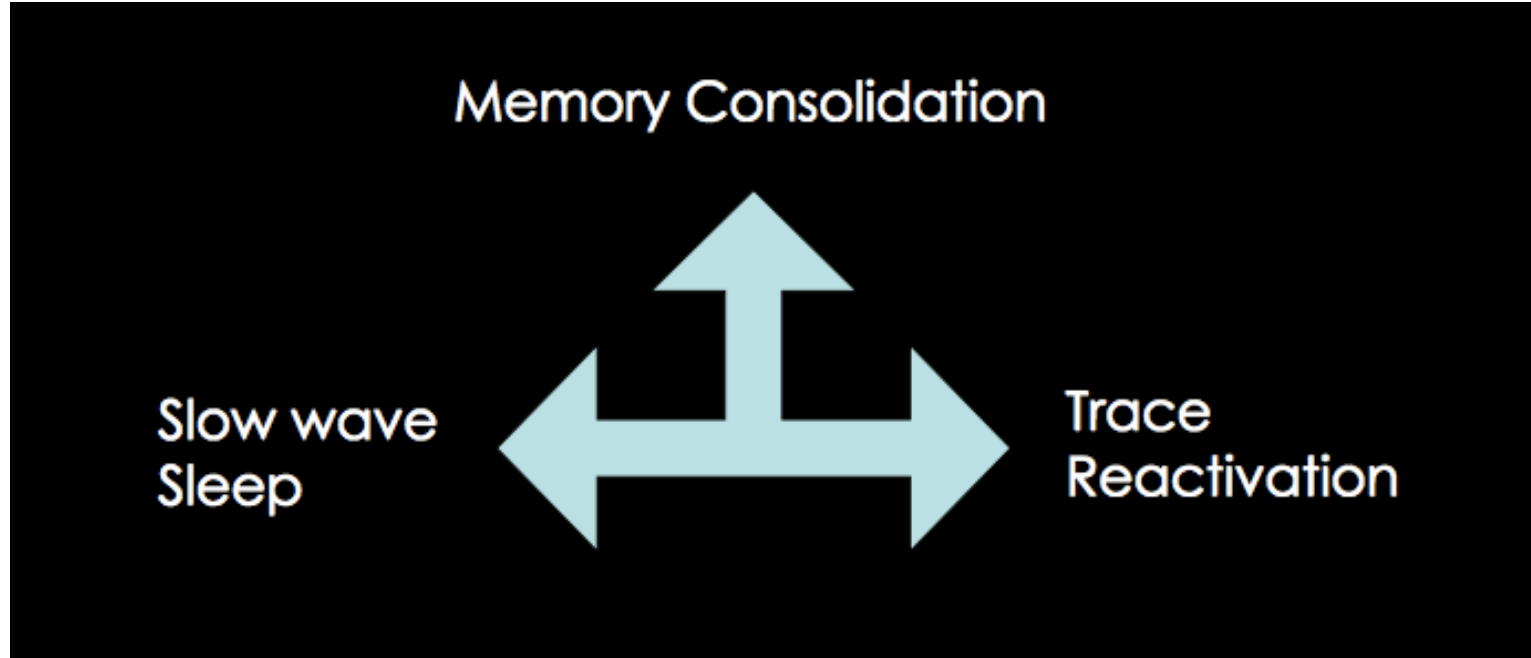 Memory Consolidation
Slow wave
Sleep
Trace
Reactivation